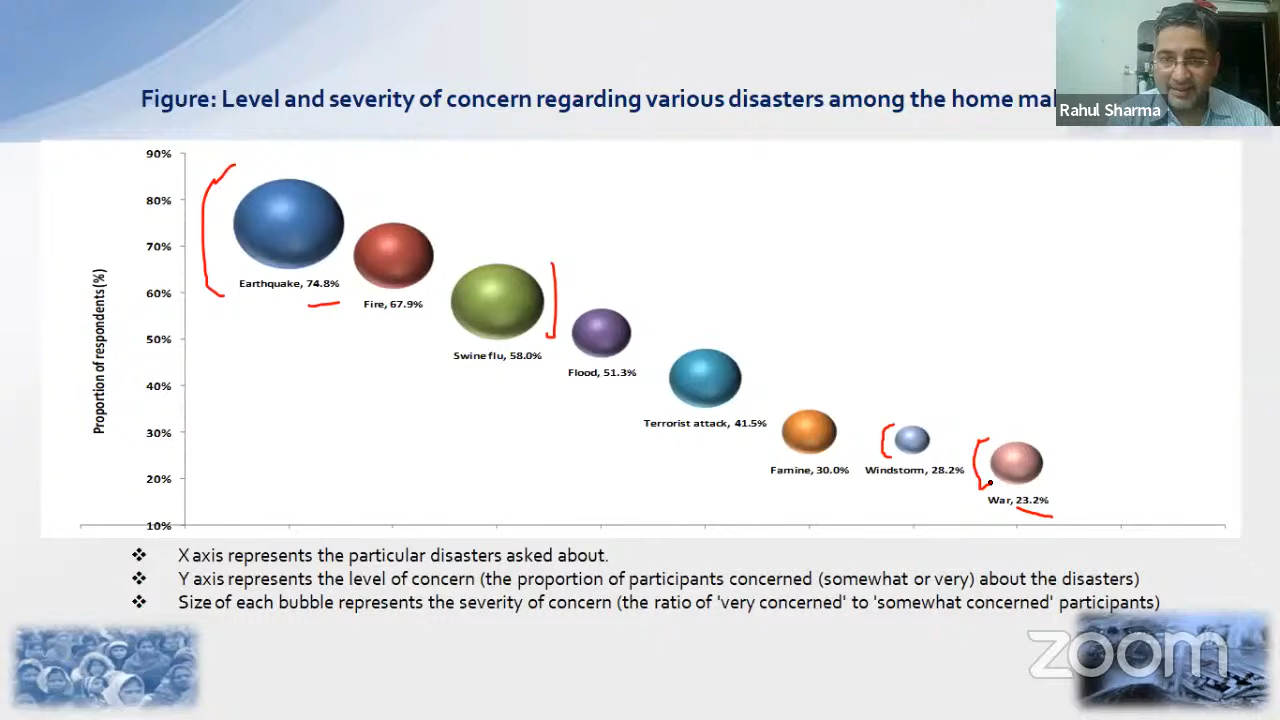 Figure: Level and severity of concern regarding various disasters among the home
Rahul Sharma
90%
80%
70%
60%
50%
40%
30%
20%
10%
Proportion of respondents (%)
Earthquake, 74.8%
Fire, 67.9%
Swine flu, 58.0%
Flood, 51.3%
Terrorist attack, 41.5%
Famine, 30.0%
Windstorm, 28.2%
War, 23.2%
❖ X axis represents the particular disasters asked about.
❖ Y axis represents the level of concern (the proportion of participants concerned (somewhat or very) about the disasters)
❖ Size of each bubble represents the severity of concern (the ratio of 'very concerned' to 'somewhat concerned' participants)
zoom